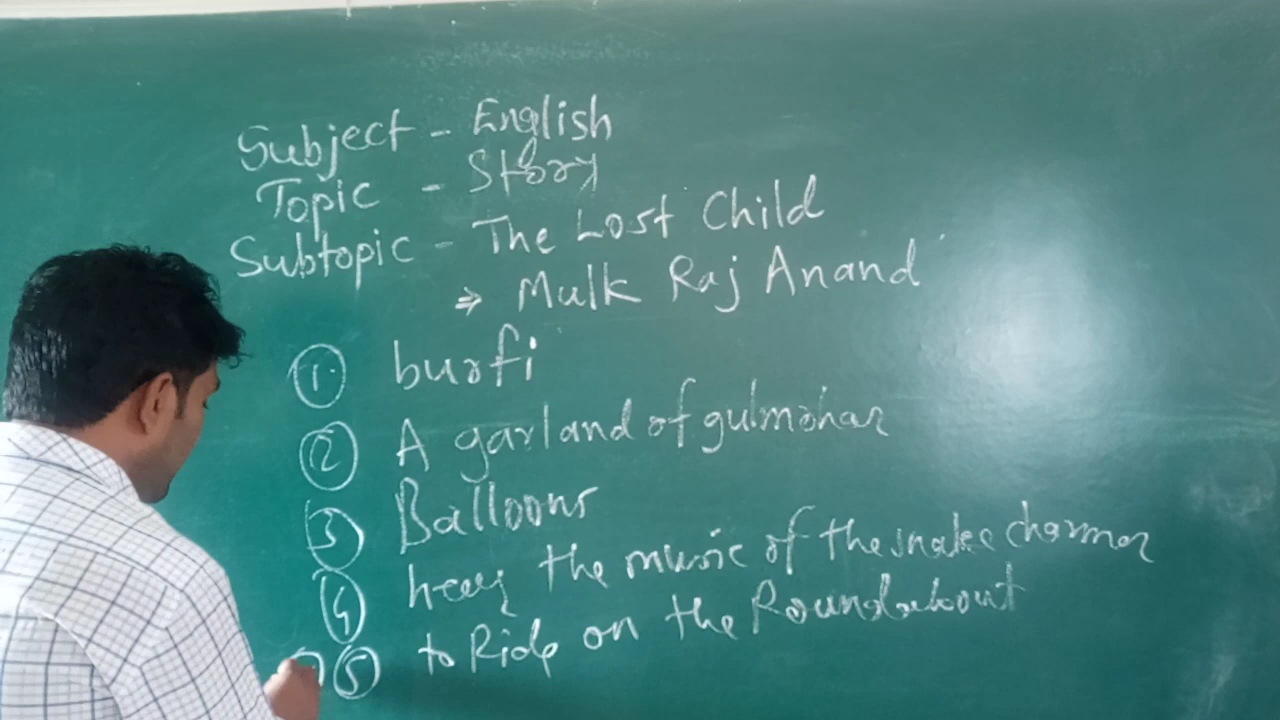 Subject - English
Topic - Story
Subtopic - The Lost Child
⇒ Mulk Raj Anand
① burfi
② A garland of gulmohar
③ Balloons
④ hear the music of the snake charmer
⑤ to Ride on the Roundabout